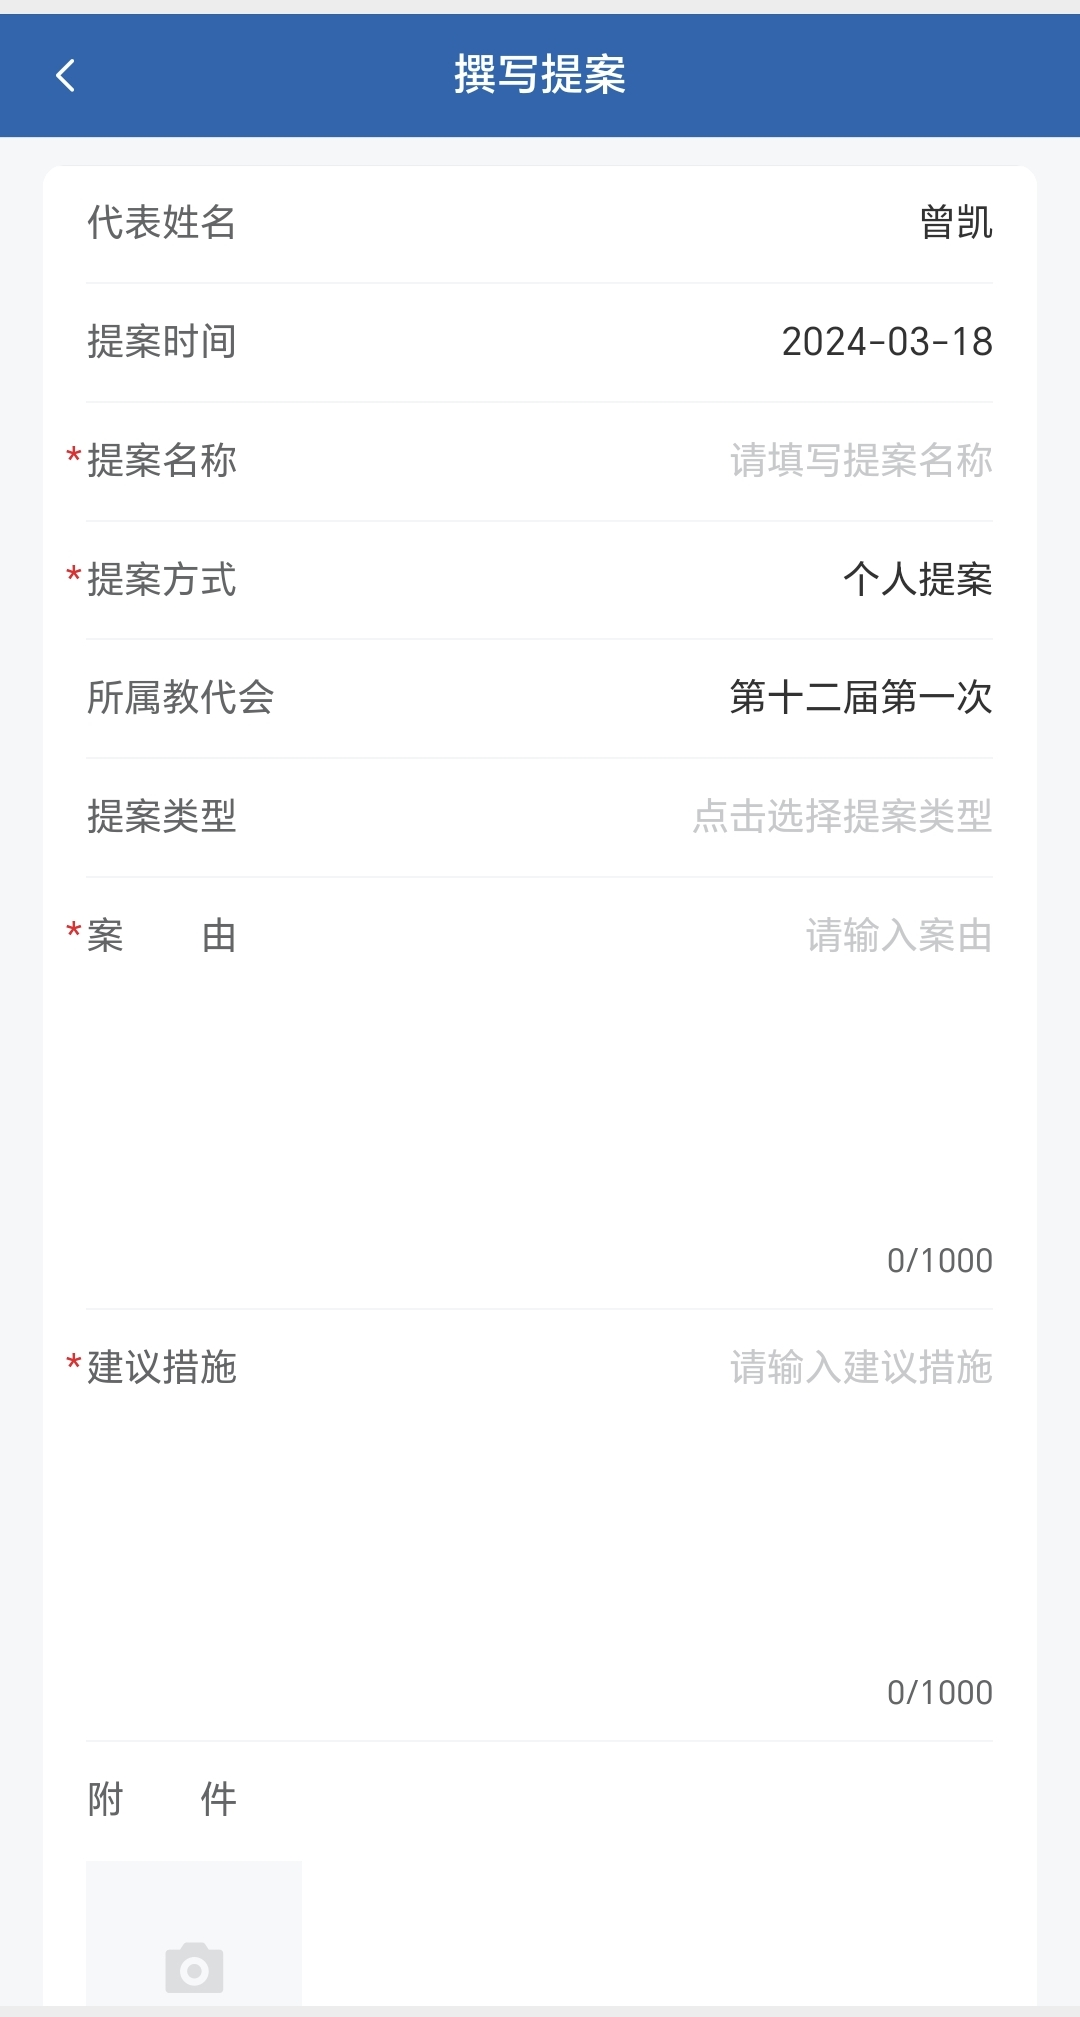 撰写提案
代表姓名 曾凯
提案时间 2024-03-18
*提案名称 请填写提案名称
*提案方式 个人提案
所属教代会 第十二届第一次
提案类型 点击选择提案类型
*案 由 请输入案由
0/1000
*建议措施 请输入建议措施
0/1000
附 件